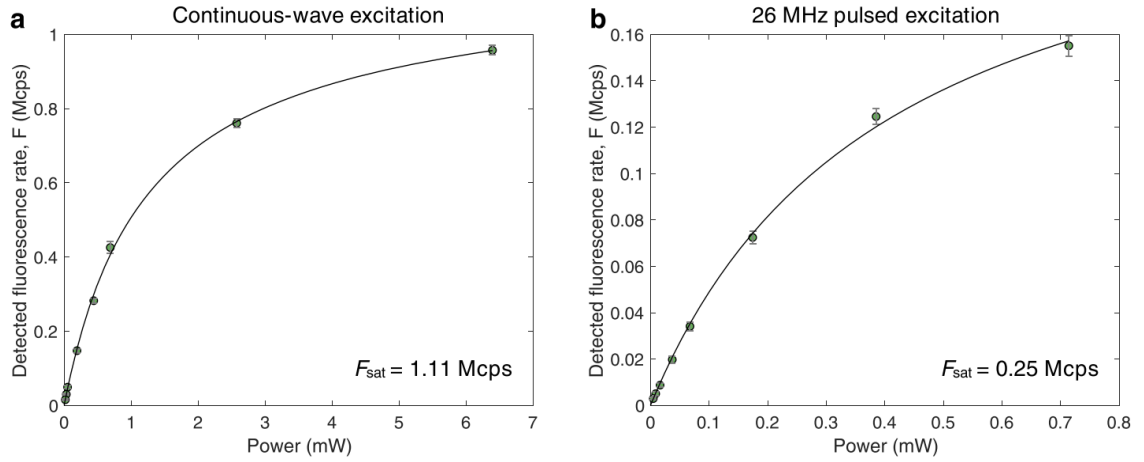 a
Continuous-wave excitation
Detected fluorescence rate, F (Mcps)
1
0.8
0.6
0.4
0.2
0
0 1 2 3 4 5 6 7
Power (mW)
F_sat = 1.11 Mcps
b
26 MHz pulsed excitation
Detected fluorescence rate, F (Mcps)
0.16
0.14
0.12
0.1
0.08
0.06
0.04
0.02
0
0 0.1 0.2 0.3 0.4 0.5 0.6 0.7 0.8
Power (mW)
F_sat = 0.25 Mcps